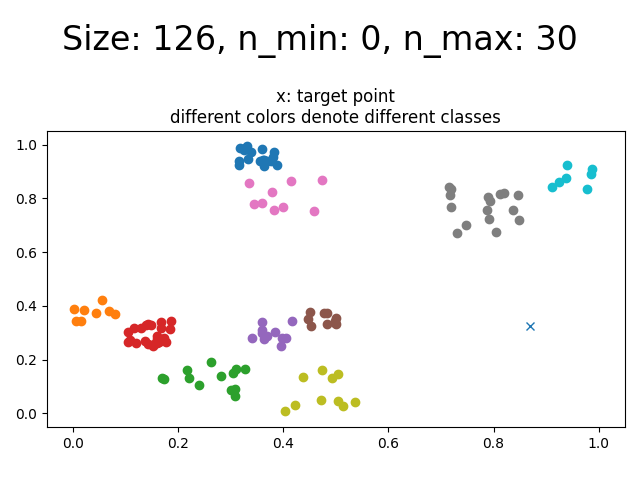 Size: 126, n_min: 0, n_max: 30
x: target point
different colors denote different classes
1.0
0.8
0.6
0.4
0.2
0.0
0.0 0.2 0.4 0.6 0.8 1.0